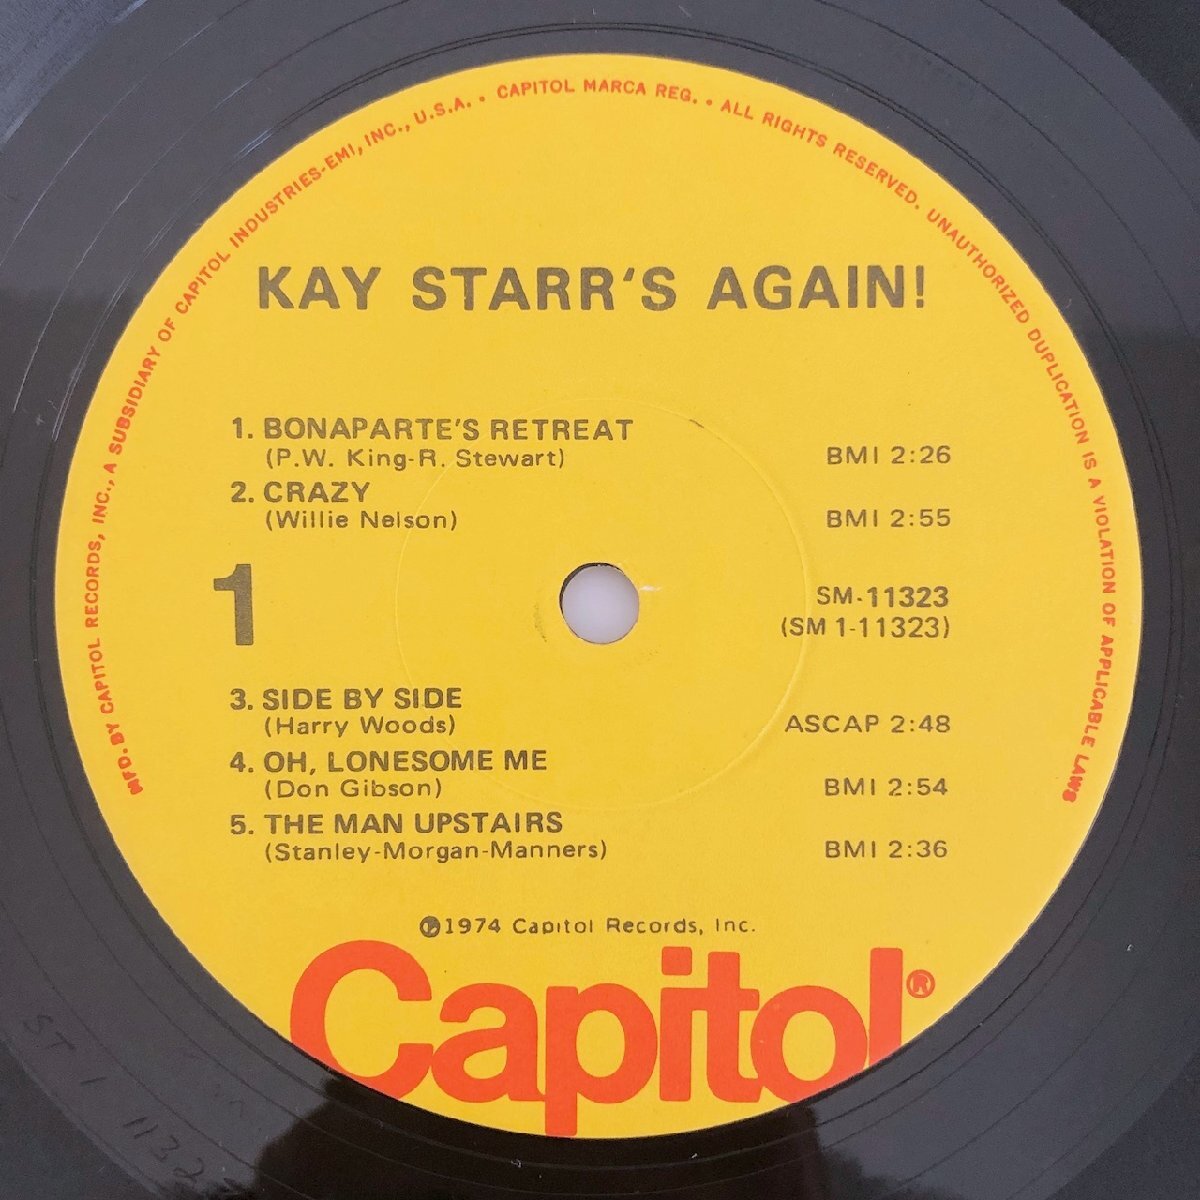 MFD. BY CAPITOL RECORDS, INC., A SUBSIDIARY OF CAPITOL INDUSTRIES-EMI, INC., U.S.A. • CAPITOL MARCA REG. • ALL RIGHTS RESERVED. UNAUTHORIZED DUPLICATION IS A VIOLATION OF APPLICABLE LAWS
KAY STARR'S AGAIN!
1. BONAPARTE'S RETREAT
(P.W. King-R. Stewart) BMI 2:26
2. CRAZY
(Willie Nelson) BMI 2:55
1
SM-11323
(SM 1-11323)
3. SIDE BY SIDE
(Harry Woods) ASCAP 2:48
4. OH, LONESOME ME
(Don Gibson) BMI 2:54
5. THE MAN UPSTAIRS
(Stanley-Morgan-Manners) BMI 2:36
℗1974 Capitol Records, Inc.
Capitol®
ST 1